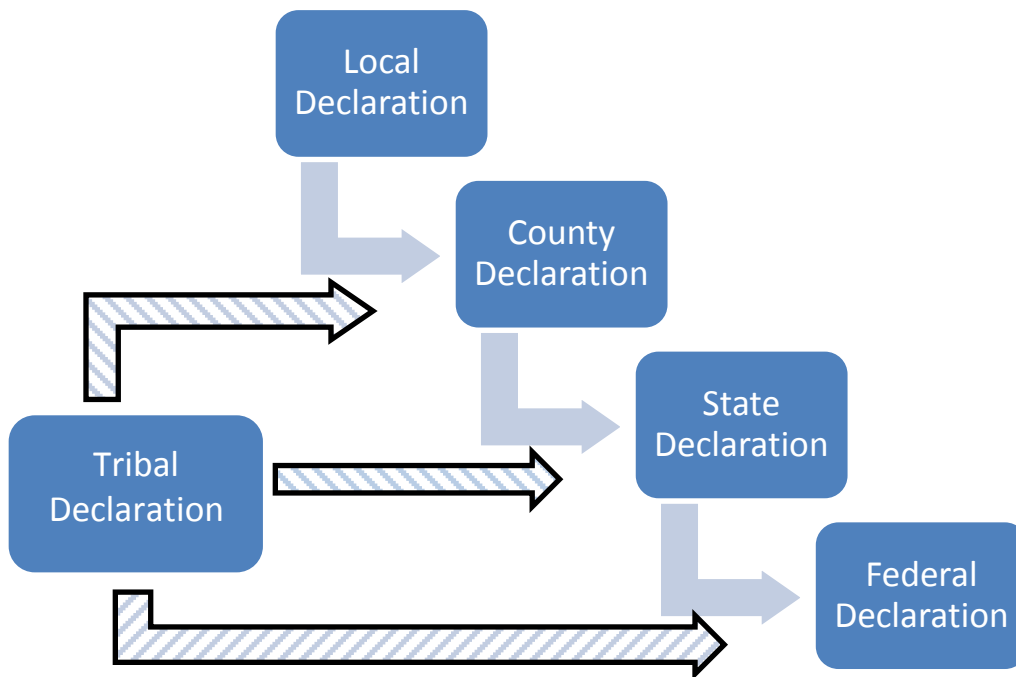 Local
Declaration
County
Declaration
State
Declaration
Tribal
Declaration
Federal
Declaration